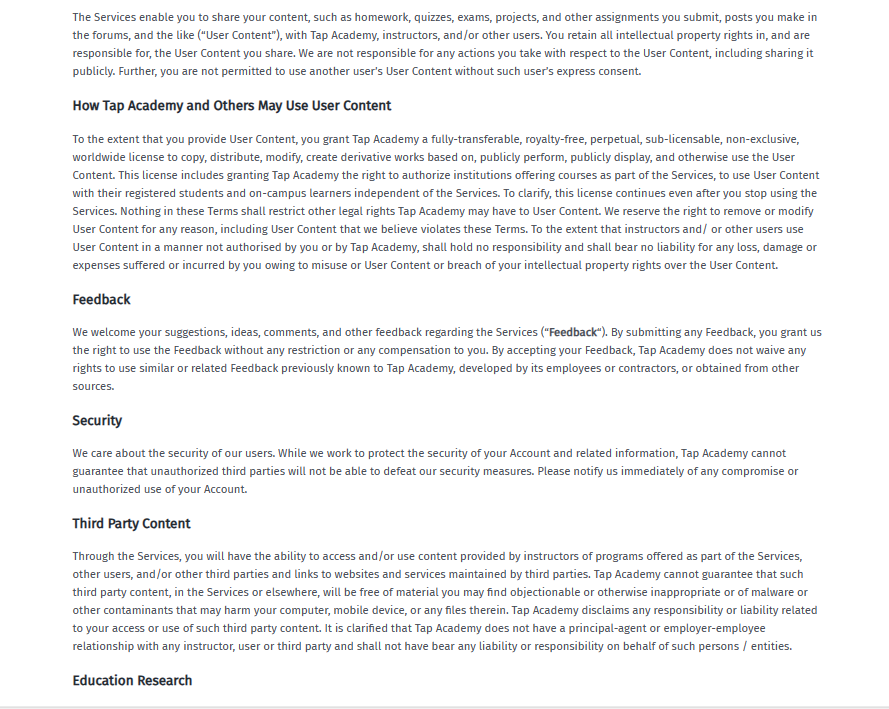 The Services enable you to share your content, such as homework, quizzes, exams, projects, and other assignments you submit, posts you make in
the forums, and the like (“User Content”), with Tap Academy, instructors, and/or other users. You retain all intellectual property rights in, and are
responsible for, the User Content you share. We are not responsible for any actions you take with respect to the User Content, including sharing it
publicly. Further, you are not permitted to use another user's User Content without such user's express consent.
How Tap Academy and Others May Use User Content
To the extent that you provide User Content, you grant Tap Academy a fully-transferable, royalty-free, perpetual, sub-licensable, non-exclusive,
worldwide license to copy, distribute, modify, create derivative works based on, publicly perform, publicly display, and otherwise use the User
Content. This license includes granting Tap Academy the right to authorize institutions offering courses as part of the Services, to use User Content
with their registered students and on-campus learners independent of the Services. To clarify, this license continues even after you stop using the
Services. Nothing in these Terms shall restrict other legal rights Tap Academy may have to User Content. We reserve the right to remove or modify
User Content for any reason, including User Content that we believe violates these Terms. To the extent that instructors and/ or other users use
User Content in a manner not authorised by you or by Tap Academy, shall hold no responsibility and shall bear no liability for any loss, damage or
expenses suffered or incurred by you owing to misuse or User Content or breach of your intellectual property rights over the User Content.
Feedback
We welcome your suggestions, ideas, comments, and other feedback regarding the Services (“Feedback“). By submitting any Feedback, you grant us
the right to use the Feedback without any restriction or any compensation to you. By accepting your Feedback, Tap Academy does not waive any
rights to use similar or related Feedback previously known to Tap Academy, developed by its employees or contractors, or obtained from other
sources.
Security
We care about the security of our users. While we work to protect the security of your Account and related information, Tap Academy cannot
guarantee that unauthorized third parties will not be able to defeat our security measures. Please notify us immediately of any compromise or
unauthorized use of your Account.
Third Party Content
Through the Services, you will have the ability to access and/or use content provided by instructors of programs offered as part of the Services,
other users, and/or other third parties and links to websites and services maintained by third parties. Tap Academy cannot guarantee that such
third party content, in the Services or elsewhere, will be free of material you may find objectionable or otherwise inappropriate or of malware or
other contaminants that may harm your computer, mobile device, or any files therein. Tap Academy disclaims any responsibility or liability related
to your access or use of such third party content. It is clarified that Tap Academy does not have a principal-agent or employer-employee
relationship with any instructor, user or third party and shall not have bear any liability or responsibility on behalf of such persons / entities.
Education Research